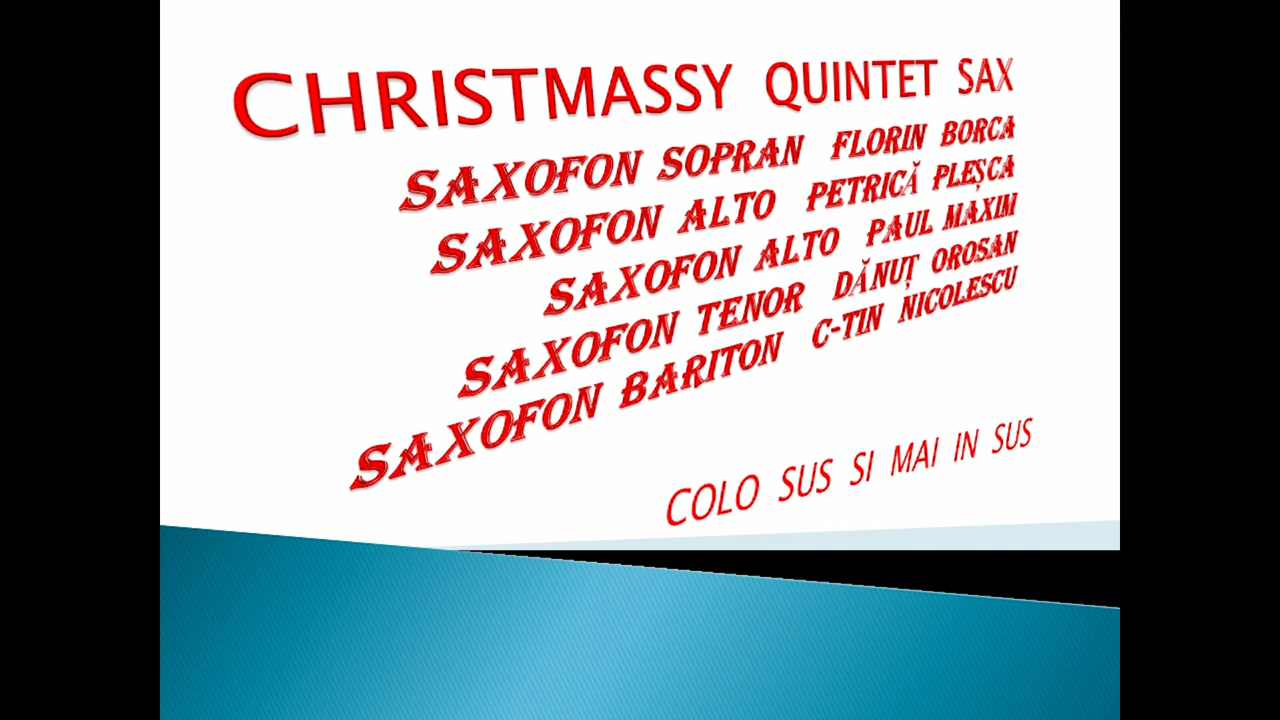 CHRISTMASSY QUINTET SAX
SAXOFON SOPRAN FLORIN BORCA
SAXOFON ALTO PETRICĂ PLEȘCA
SAXOFON ALTO PAUL MAXIM
SAXOFON TENOR DĂNUȚ OROSAN
SAXOFON BARITON C-TIN NICOLESCU
COLO SUS SI MAI IN SUS